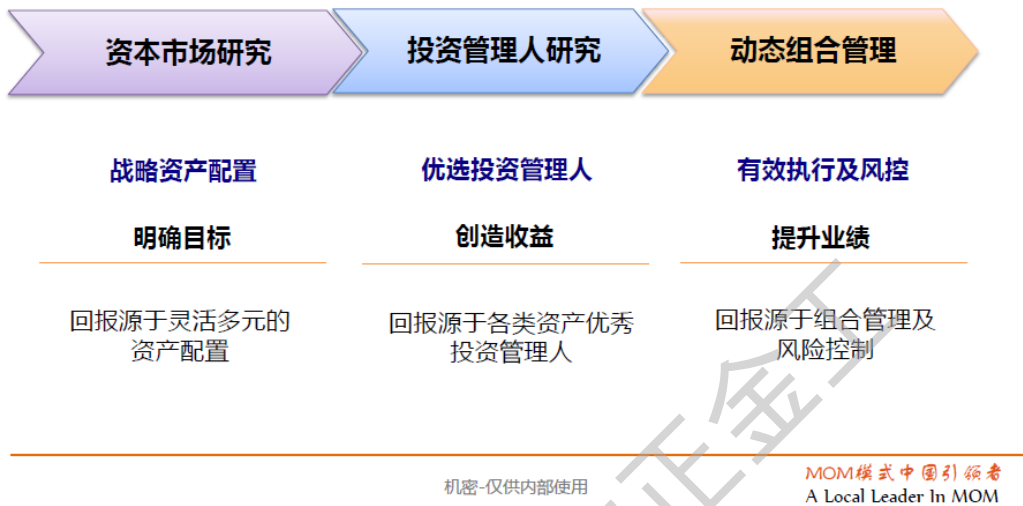 资本市场研究
投资管理人研究
动态组合管理
战略资产配置
优选投资管理人
有效执行及风控
明确目标
创造收益
提升业绩
回报源于灵活多元的
资产配置
回报源于各类资产优秀
投资管理人
回报源于组合管理及
风险控制
正金工
机密-仅供内部使用
MOM模式中国引领者
A Local Leader In MOM